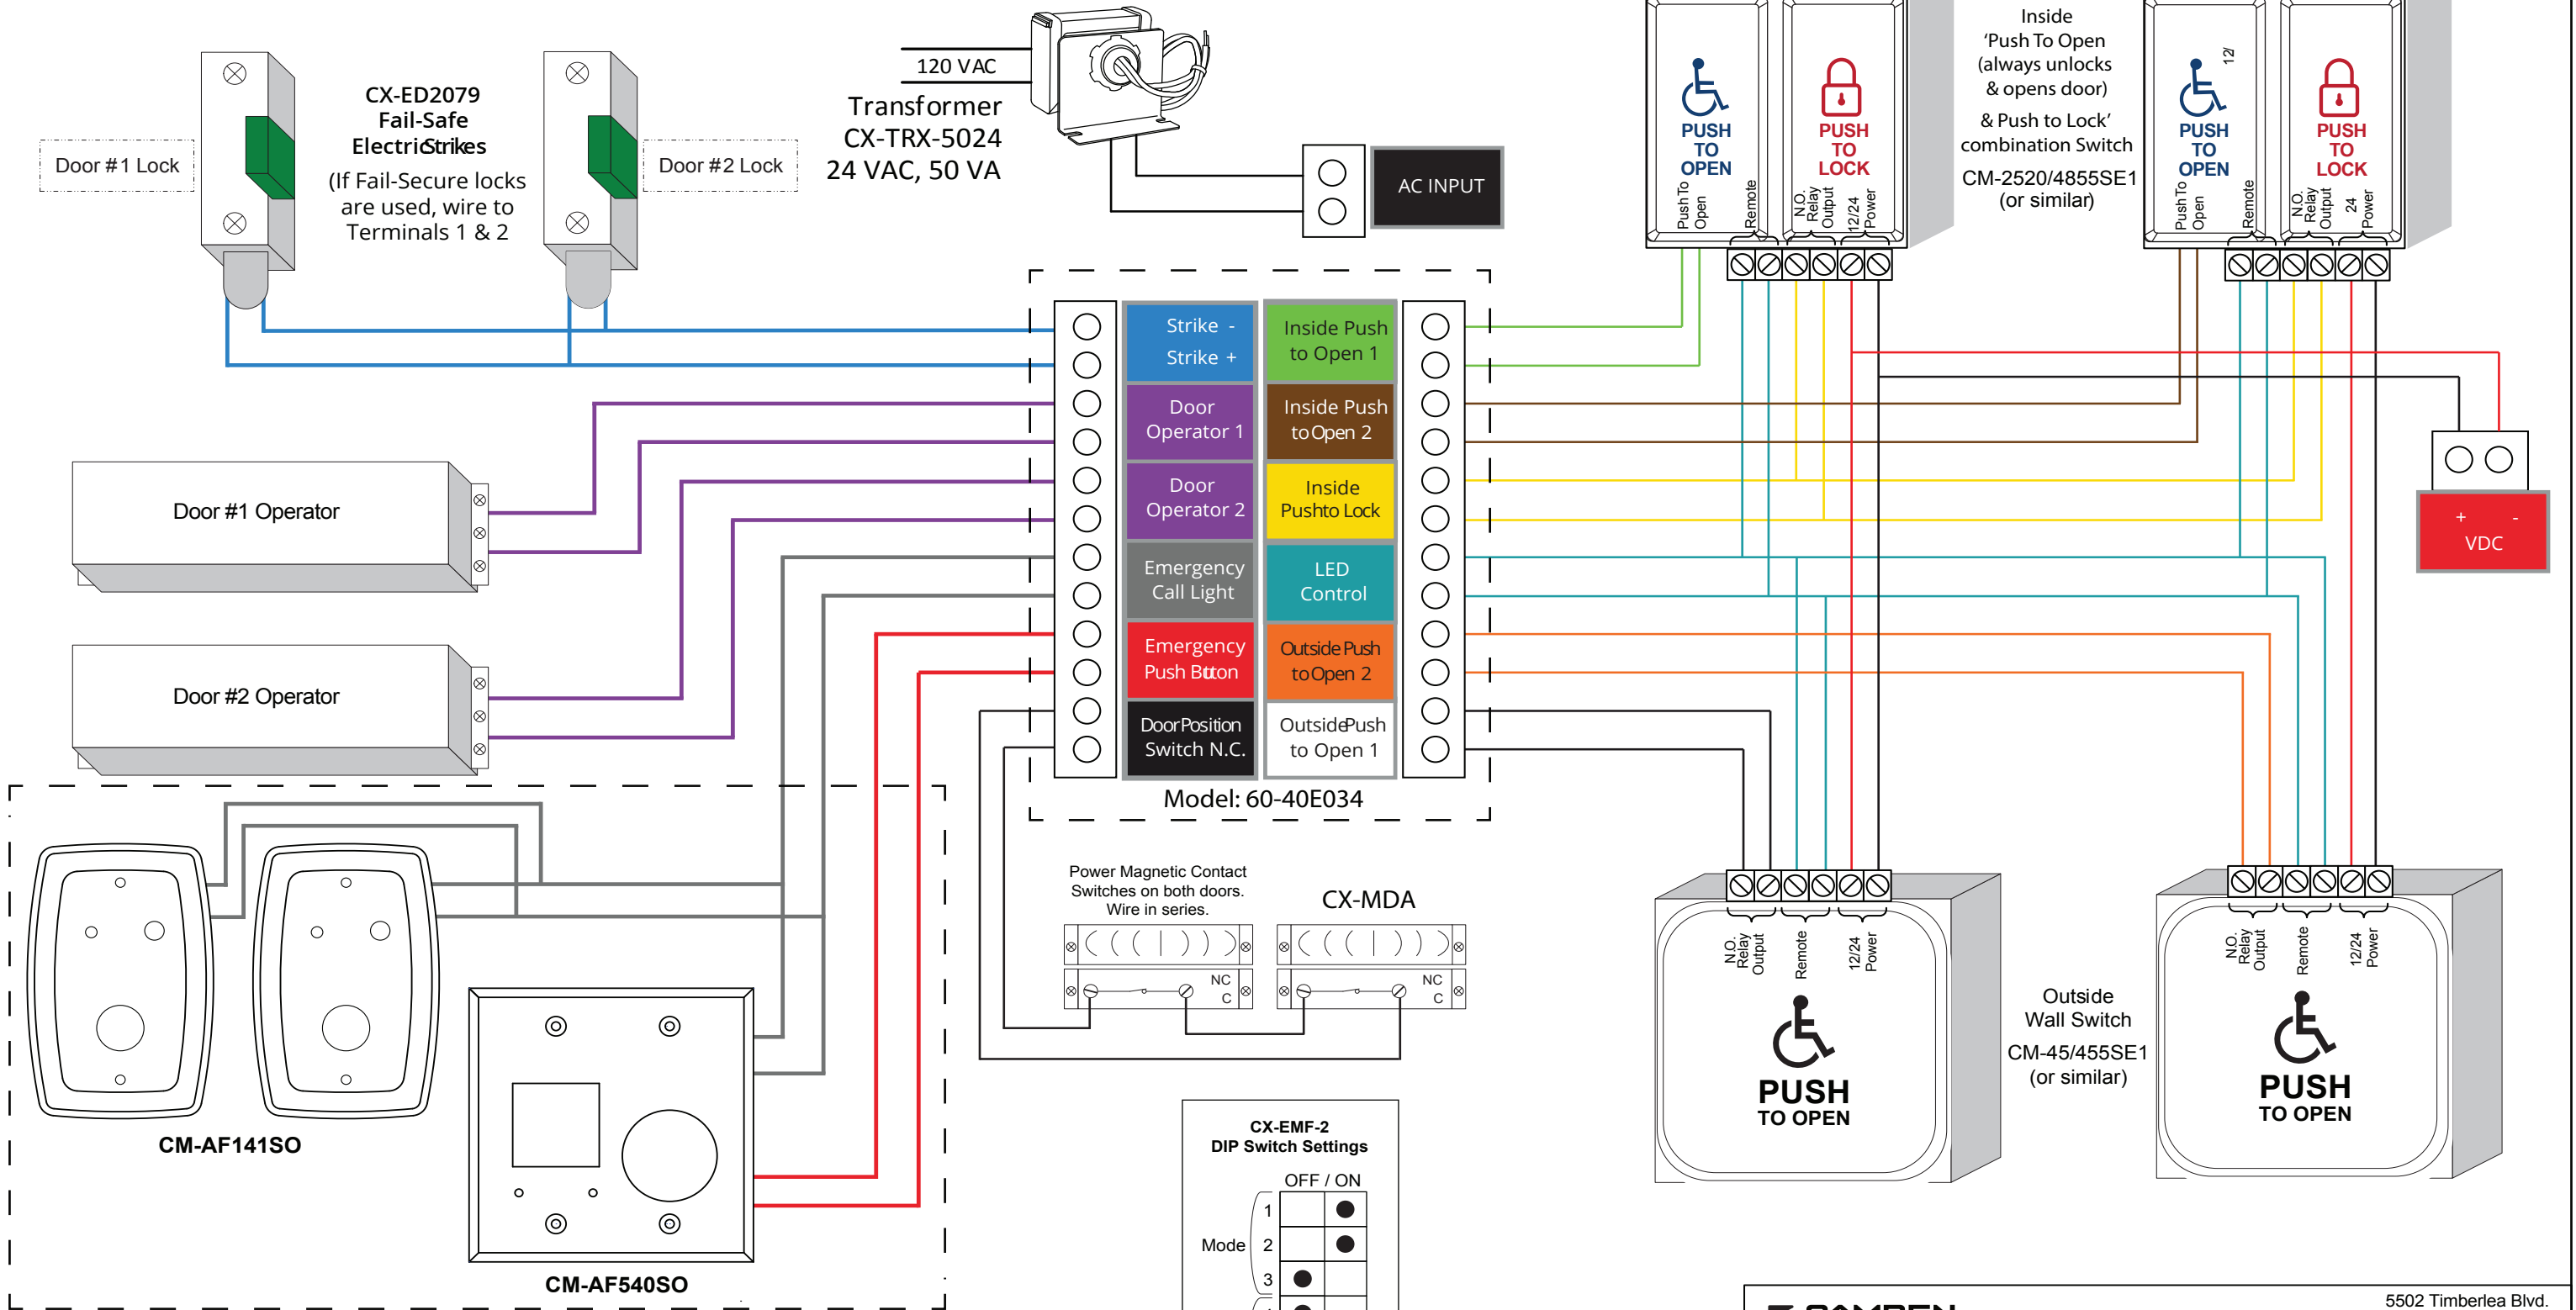 Door #1 Lock
CX-ED2079
Fail-Safe
ElectricStrikes
(If Fail-Secure locks
are used, wire to
Terminals 1 & 2
Door #2 Lock
120 VAC
Transformer
CX-TRX-5024
24 VAC, 50 VA
AC INPUT
PUSH
TO
OPEN
Push To
Open
Remote
PUSH
TO
LOCK
N.O.
Relay
Output
12/24
Power
Inside
'Push To Open
(always unlocks
& opens door)
& Push to Lock'
combination Switch
CM-2520/4855SE1
(or similar)
12/
PUSH
TO
OPEN
Push To
Open
Remote
PUSH
TO
LOCK
N.O.
Relay
Output
24
Power
Strike -
Strike +
Door
Operator 1
Door
Operator 2
Emergency
Call Light
Emergency
Push Button
Door Position
Switch N.C.
Inside Push
to Open 1
Inside Push
to Open 2
Inside
Push to Lock
LED
Control
Outside Push
to Open 2
Outside Push
to Open 1
Model: 60-40E034
+ -
VDC
Door #1 Operator
Door #2 Operator
CM-AF141SO
CM-AF540SO
Power Magnetic Contact
Switches on both doors.
Wire in series.
CX-MDA
NC
C
NC
C
CX-EMF-2
DIP Switch Settings
OFF / ON
Mode
1
2
3
N.O.
Relay
Output
Remote
12/24
Power
PUSH
TO OPEN
Outside
Wall Switch
CM-45/455SE1
(or similar)
N.O.
Relay
Output
Remote
12/24
Power
PUSH
TO OPEN
CAMDEN
5502 Timberlea Blvd.